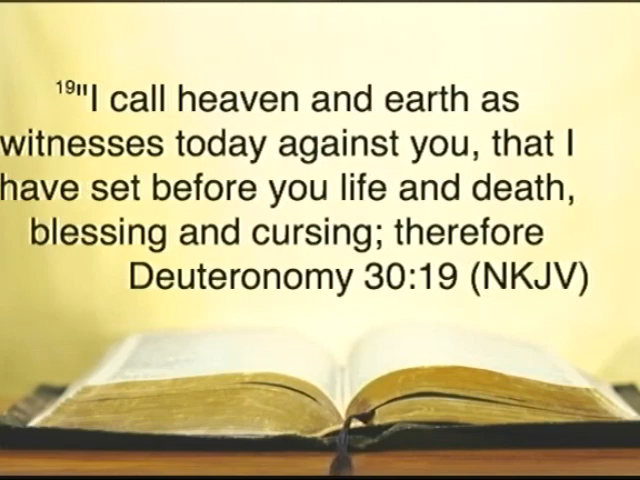 19"I call heaven and earth as
witnesses today against you, that I
have set before you life and death,
blessing and cursing; therefore
Deuteronomy 30:19 (NKJV)